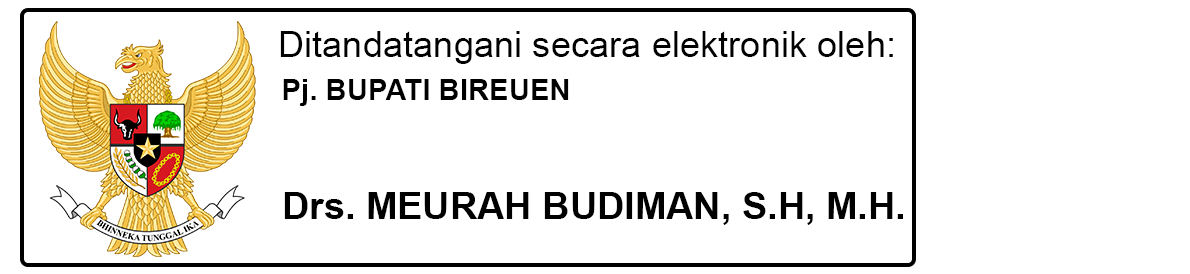 Ditandatangani secara elektronik oleh:
Pj. BUPATI BIREUEN
Drs. MEURAH BUDIMAN, S.H, M.H.
BHINNEKA TUNGGAL IKA